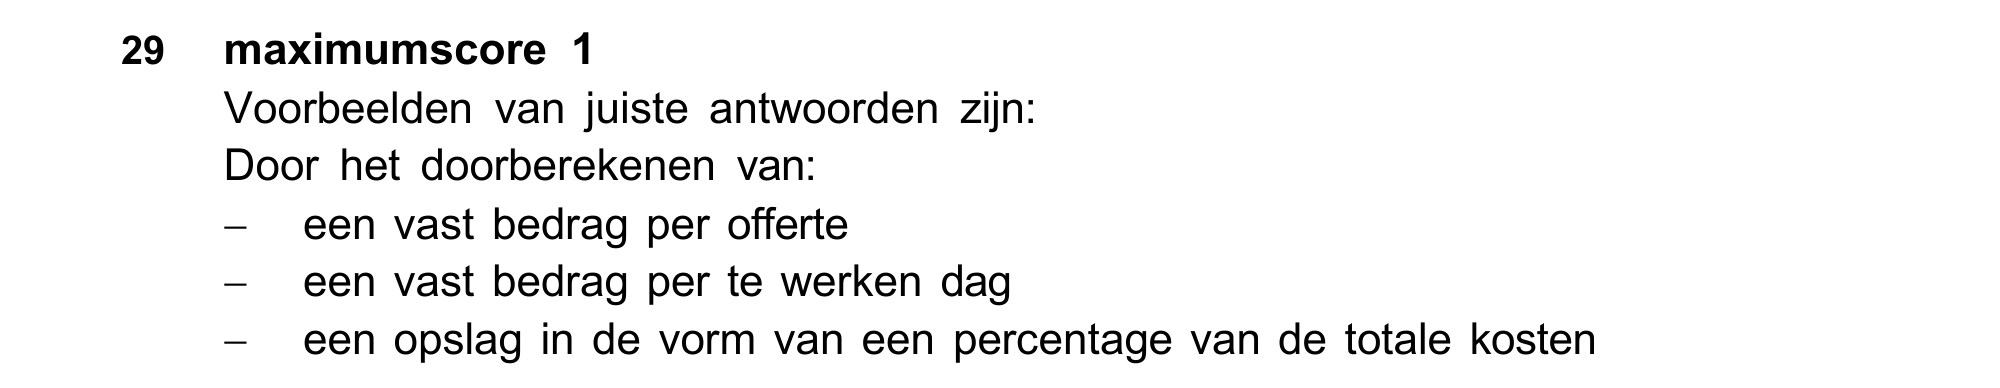 29 maximumscore 1
Voorbeelden van juiste antwoorden zijn:
Door het doorberekenen van:
− een vast bedrag per offerte
− een vast bedrag per te werken dag
− een opslag in de vorm van een percentage van de totale kosten